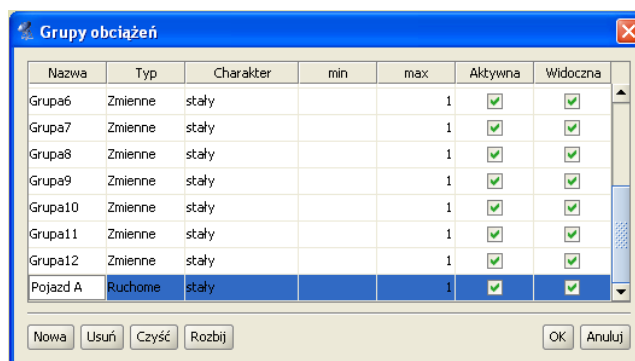 Grupy obciążeń
Nazwa Typ Charakter min max Aktywna Widoczna
Grupa6 Zmienne stały 1
Grupa7 Zmienne stały 1
Grupa8 Zmienne stały 1
Grupa9 Zmienne stały 1
Grupa10 Zmienne stały 1
Grupa11 Zmienne stały 1
Grupa12 Zmienne stały 1
Pojazd A Ruchome stały 1
Nowa Usuń Czyść Rozbij OK Anuluj